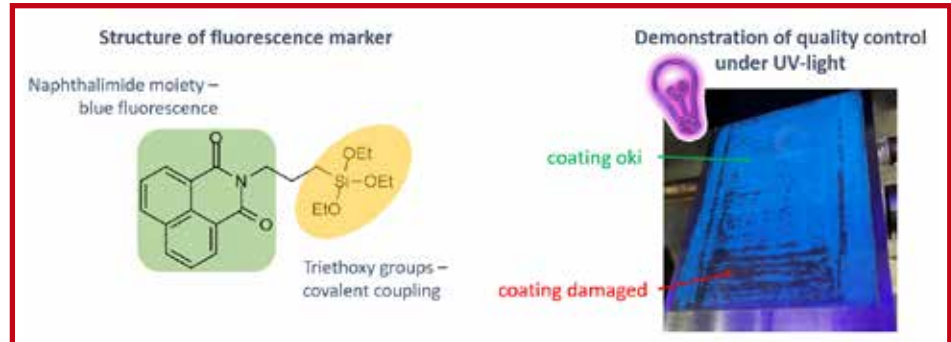 Structure of fluorescence marker
Naphthalimide moiety –
blue fluorescence
O
N
O
OEt
Si
OEt
EtO
Triethoxy groups –
covalent coupling
Demonstration of quality control
under UV-light
coating oki
coating damaged